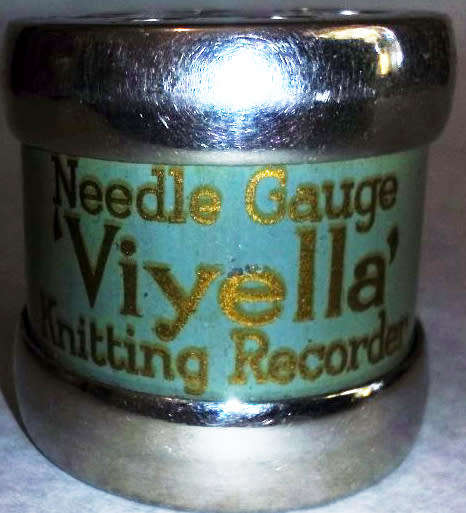 Needle Gauge
'Viyella'
Knitting Recorder